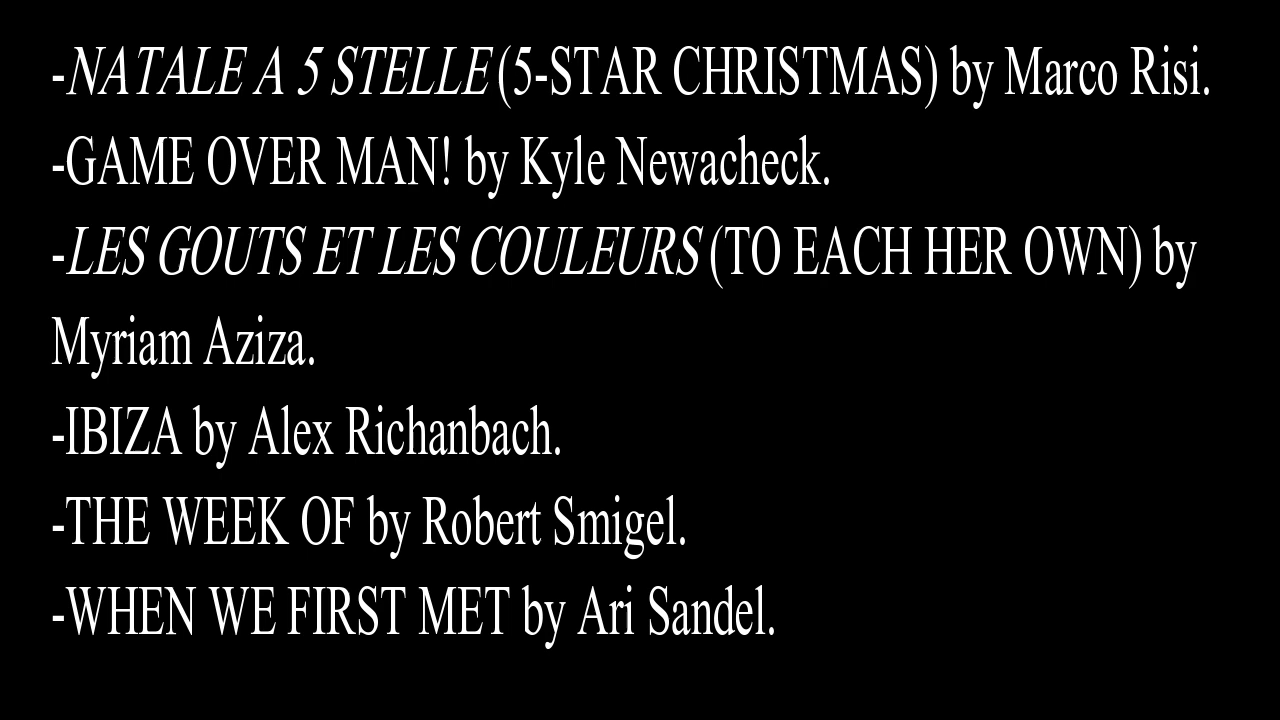 -NATALE A 5 STELLE (5-STAR CHRISTMAS) by Marco Risi.
-GAME OVER MAN! by Kyle Newacheck.
-LES GOUTS ET LES COULEURS (TO EACH HER OWN) by
Myriam Aziza.
-IBIZA by Alex Richanbach.
-THE WEEK OF by Robert Smigel.
-WHEN WE FIRST MET by Ari Sandel.